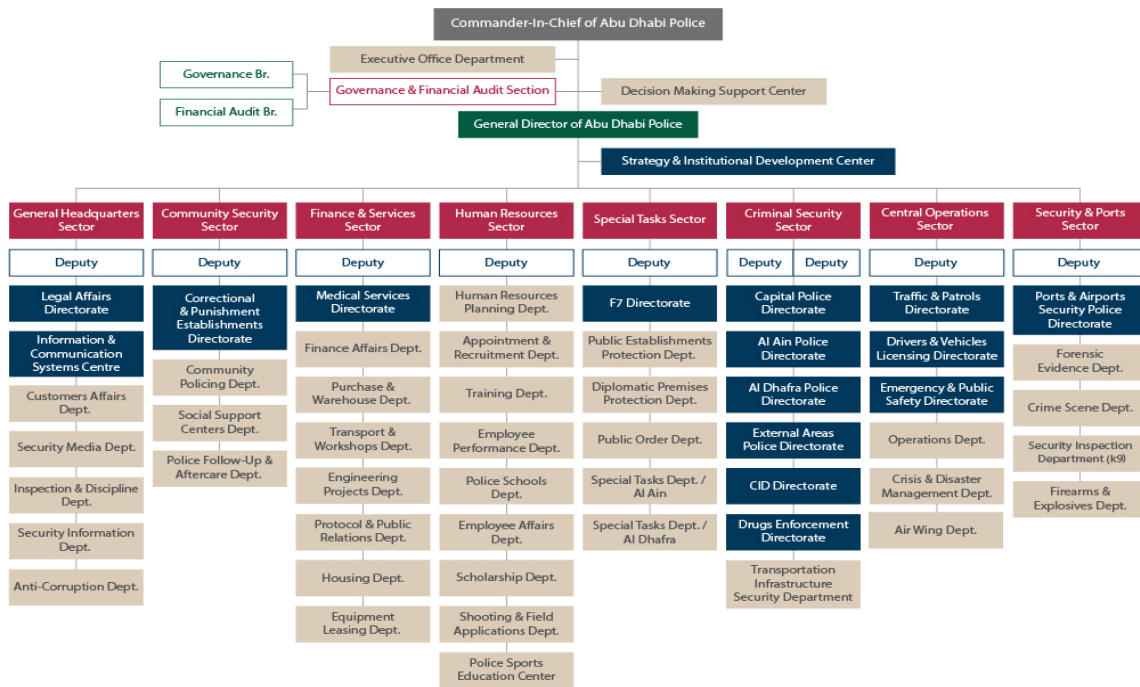 Commander-In-Chief of Abu Dhabi Police
Executive Office Department
Governance Br.
Governance & Financial Audit Section
Decision Making Support Center
Financial Audit Br.
General Director of Abu Dhabi Police
Strategy & Institutional Development Center
General Headquarters
Sector
Deputy
Legal Affairs
Directorate
Information &
Communication
Systems Centre
Customers Affairs
Dept.
Security Media Dept.
Inspection & Discipline
Dept.
Security Information
Dept.
Anti-Corruption Dept.
Community Security
Sector
Deputy
Correctional
& Punishment
Establishments
Directorate
Community
Policing Dept.
Social Support
Centers Dept.
Police Follow-Up &
Aftercare Dept.
Finance & Services
Sector
Deputy
Medical Services
Directorate
Finance Affairs Dept.
Purchase &
Warehouse Dept.
Transport &
Workshops Dept.
Engineering
Projects Dept.
Protocol & Public
Relations Dept.
Housing Dept.
Equipment
Leasing Dept.
Human Resources
Sector
Deputy
Human Resources
Planning Dept.
Appointment
& Recruitment Dept.
Training Dept.
Employee
Performance Dept.
Police Schools
Dept.
Employee Affairs
Dept.
Scholarship Dept.
Shooting & Field
Applications Dept.
Police Sports
Education Center
Special Tasks Sector
Deputy
F7 Directorate
Public Establishments
Protection Dept.
Diplomatic Premises
Protection Dept.
Public Order Dept.
Special Tasks Dept. /
Al Ain
Special Tasks Dept. /
Al Dhafra
Criminal Security
Sector
Deputy
Deputy
Capital Police
Directorate
Al Ain Police
Directorate
Al Dhafra Police
Directorate
External Areas
Police Directorate
CID Directorate
Drugs Enforcement
Directorate
Transportation
Infrastructure
Security Department
Central Operations
Sector
Deputy
Traffic & Patrols
Directorate
Drivers & Vehicles
Licensing Directorate
Emergency & Public
Safety Directorate
Operations Dept.
Crisis & Disaster
Management Dept.
Air Wing Dept.
Security & Ports
Sector
Deputy
Ports & Airports
Security Police
Directorate
Forensic
Evidence Dept.
Crime Scene Dept.
Security Inspection
Department (k9)
Firearms &
Explosives Dept.